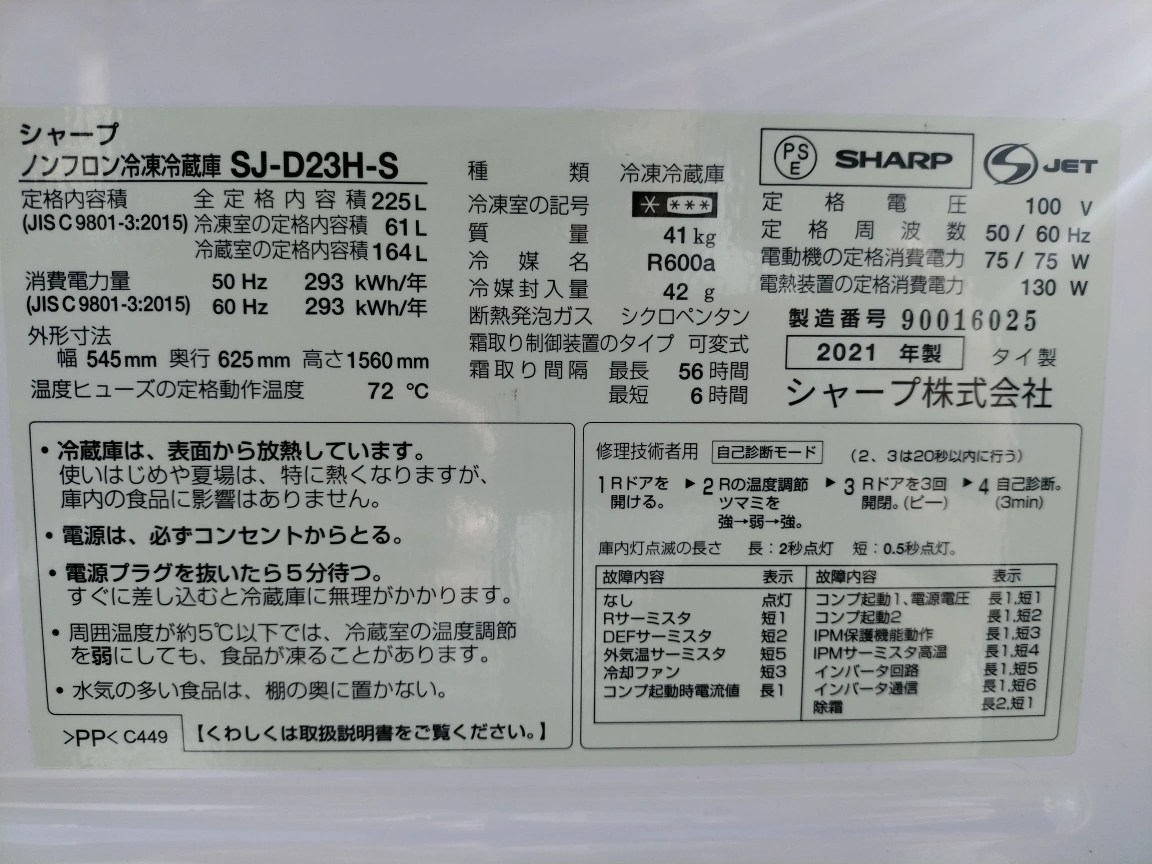 シャープ
ノンフロン冷凍冷蔵庫 SJ-D23H-S
定格内容積 全定格内容積 225 L
(JIS C 9801-3:2015) 冷凍室の定格内容積 61 L
冷蔵室の定格内容積 164 L
消費電力量 50 Hz 293 kWh/年
(JIS C 9801-3:2015) 60 Hz 293 kWh/年
外形寸法
幅 545 mm 奥行 625 mm 高さ 1560 mm
温度ヒューズの定格動作温度 72 ℃
種類 冷凍冷蔵庫
冷凍室の記号 * ***
質量 41 kg
冷媒名 R600a
冷媒封入量 42 g
断熱発泡ガス シクロペンタン
霜取り制御装置のタイプ 可変式
霜取り間隔 最長 56 時間
最短 6 時間
PSE SHARP JET
定格電圧 100 V
定格周波数 50 / 60 Hz
電動機の定格消費電力 75 / 75 W
電熱装置の定格消費電力 130 W
製造番号 90016025
2021 年製 タイ製
シャープ株式会社
・冷蔵庫は、表面から放熱しています。
使いはじめや夏場は、特に熱くなりますが、
庫内の食品に影響はありません。
・電源は、必ずコンセントからとる。
・電源プラグを抜いたら5分待つ。
すぐに差し込むと冷蔵庫に無理がかかります。
・周囲温度が約5℃以下では、冷蔵室の温度調節
を弱にしても、食品が凍ることがあります。
・水気の多い食品は、棚の奥に置かない。
>PP< C449 【くわしくは取扱説明書をご覧ください。】
修理技術者用 自己診断モード (2、3は20秒以内に行う)
1 Rドアを ▶ 2 Rの温度調節 ▶ 3 Rドアを3回 ▶ 4 自己診断。
開ける。 ツマミを 開閉。(ピー) (3min)
強→弱→強。
庫内灯点滅の長さ 長:2秒点灯 短:0.5秒点灯。
故障内容 表示 故障内容 表示
なし 点灯 コンプ起動1、電源電圧 長1,短1
Rサーミスタ 短1 コンプ起動2 長1,短2
DEFサーミスタ 短2 IPM保護機能動作 長1,短3
外気温サーミスタ 短5 IPMサーミスタ高温 長1,短4
冷却ファン 短3 インバータ回路 長1,短5
コンプ起動時電流値 長1 インバータ通信 長1,短6
除霜 長2,短1